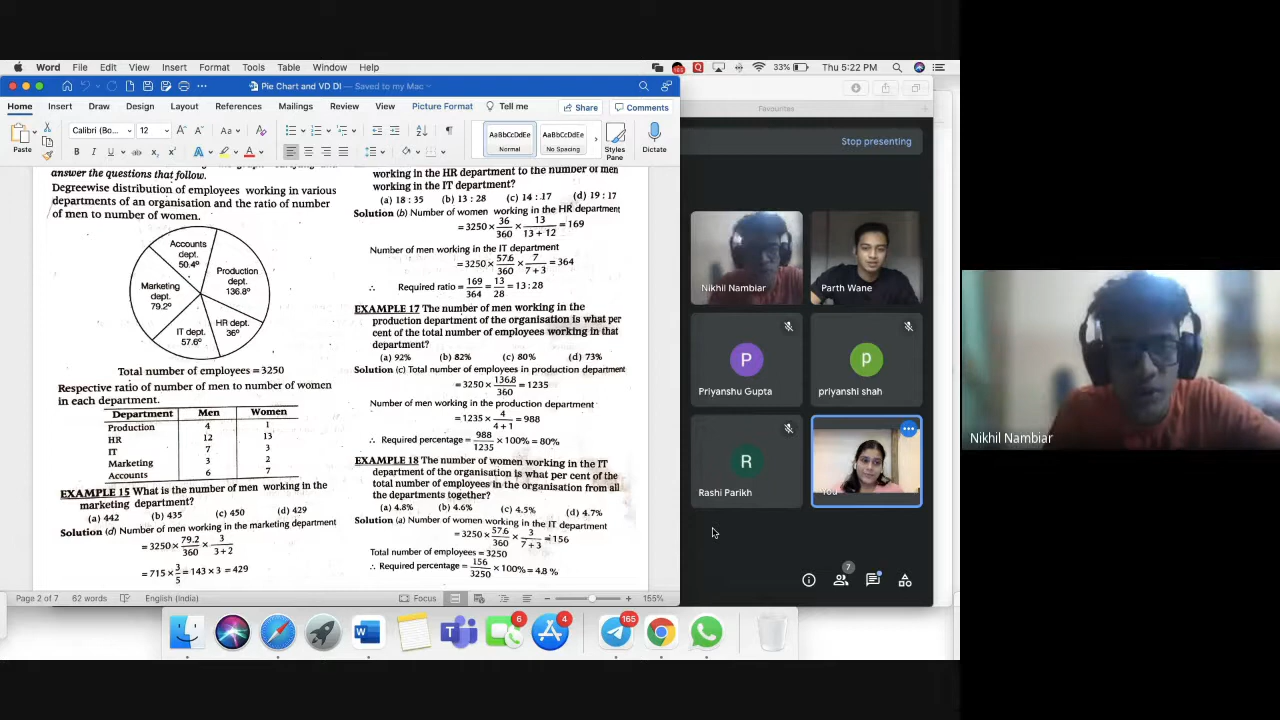 Word File Edit View Insert Format Tools Table Window Help
33% Thu 5:22 PM
Pie Chart and VD DI — Saved to my Mac
Home Insert Draw Design Layout References Mailings Review View Picture Format Tell me Share Comments
Paste
Calibri (Bo... 12
AaBbCcDdEe
Normal
AaBbCcDdEe
No Spacing
Styles Pane
Dictate
answer the questions that follow.
Degreewise distribution of employees working in various
departments of an organisation and the ratio of number
of men to number of women.
Accounts
dept.
50.4º
Production
dept.
136.8º
Marketing
dept.
79.2º
HR dept.
36º
IT dept.
57.6º
Total number of employees = 3250
Respective ratio of number of men to number of women
in each department.
Department Men Women
Production 4 1
HR 12 13
IT 7 3
Marketing 3 2
Accounts 6 7
EXAMPLE 15 What is the number of men working in the
marketing department?
(a) 442 (b) 435 (c) 450 (d) 429
Solution (d) Number of men working in the marketing department
= 3250 × 79.2/360 × 3/(3 + 2)
= 715 × 3/5 = 143 × 3 = 429
working in the HR department to the number of men
working in the IT department?
(a) 18 : 35 (b) 13 : 28 (c) 14 : 17 (d) 19 : 17
Solution (b) Number of women working in the HR department
= 3250 × 36/360 × 13/(13 + 12) = 169
Number of men working in the IT department
= 3250 × 57.6/360 × 7/(7 + 3) = 364
∴ Required ratio = 169/364 = 13/28 = 13 : 28
EXAMPLE 17 The number of men working in the
production department of the organisation is what per
cent of the total number of employees working in that
department?
(a) 92% (b) 82% (c) 80% (d) 73%
Solution (c) Total number of employees in production department
= 3250 × 136.8/360 = 1235
Number of men working in the production department
= 1235 × 4/(4 + 1) = 988
∴ Required percentage = 988/1235 × 100% = 80%
EXAMPLE 18 The number of women working in the IT
department of the organisation is what per cent of the
total number of employees in the organisation from all
the departments together?
(a) 4.8% (b) 4.6% (c) 4.5% (d) 4.7%
Solution (a) Number of women working in the IT department
= 3250 × 57.6/360 × 3/(7 + 3) = 156
Total number of employees = 3250
∴ Required percentage = 156/3250 × 100% = 4.8 %
Page 2 of 7 62 words English (India) Focus 155%
Favourites
Stop presenting
Nikhil Nambiar
Parth Wane
P
Priyanshu Gupta
p
priyanshi shah
R
Rashi Parikh
You
7
165
6
4
165
Nikhil Nambiar